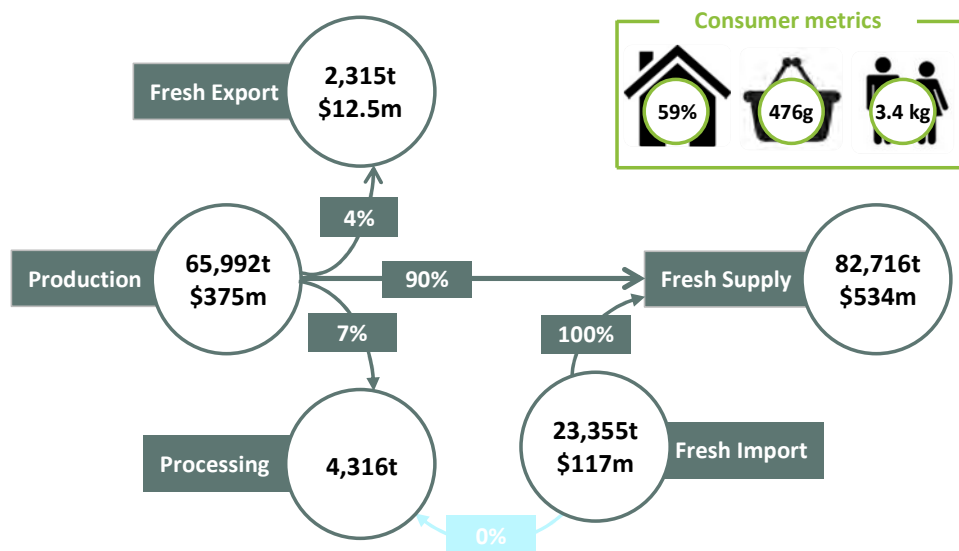 Consumer metrics
59%
476g
3.4 kg
Fresh Export
2,315t
$12.5m
4%
Production
65,992t
$375m
90%
Fresh Supply
82,716t
$534m
7%
100%
Processing
4,316t
23,355t
$117m
Fresh Import
0%